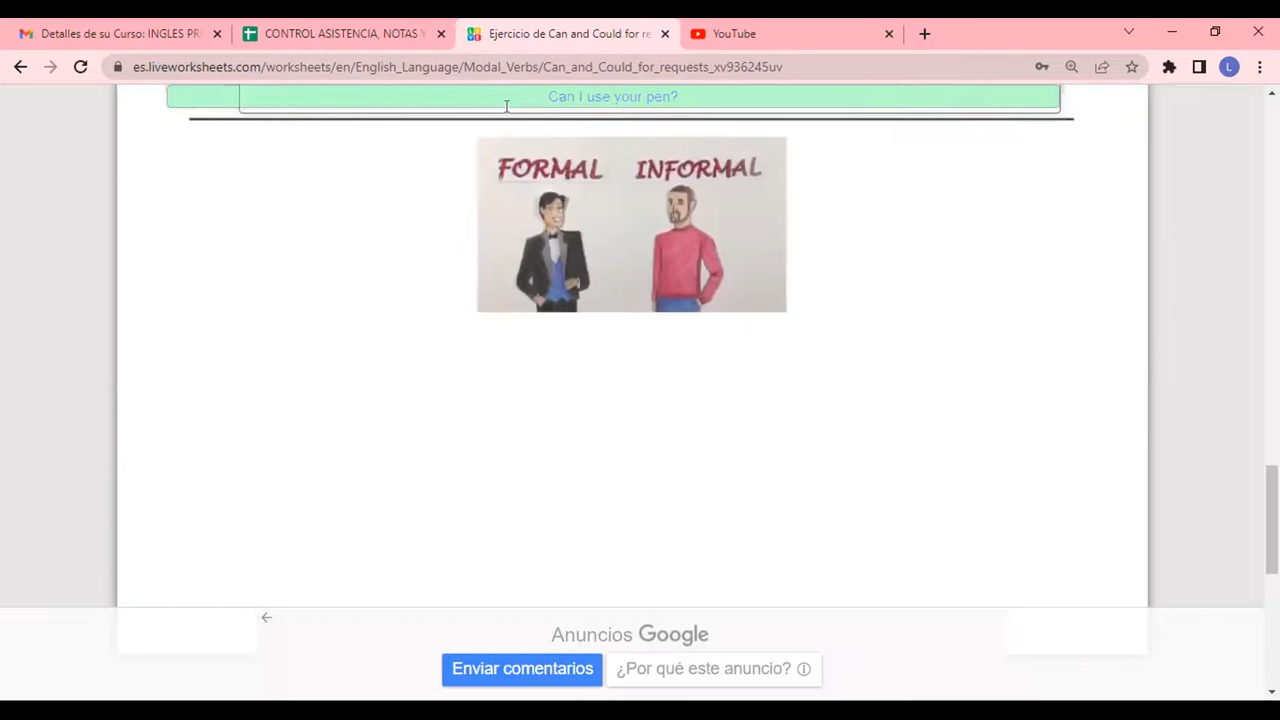 Detalles de su Curso: INGLES PR
CONTROL ASISTENCIA, NOTAS Y
Ejercicio de Can and Could for re
YouTube
es.liveworksheets.com/worksheets/en/English_Language/Modal_Verbs/Can_and_Could_for_requests_xv936245uv
L
Can I use your pen?
FORMAL INFORMAL
Anuncios Google
Enviar comentarios
¿Por qué este anuncio?